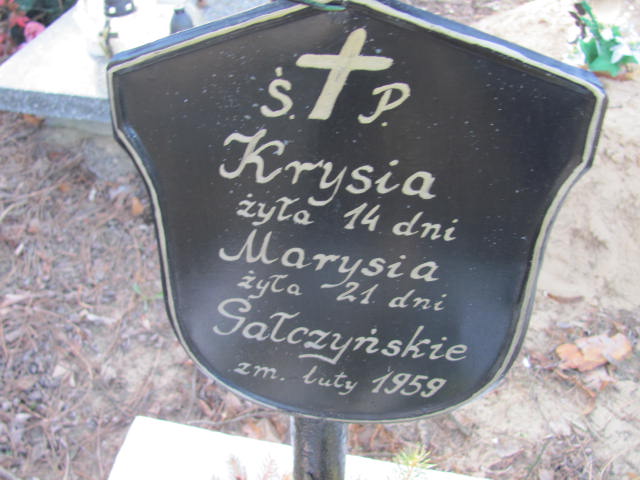 Ś. P.
Krysia
żyła 14 dni
Marysia
żyła 21 dni
Gałczyńskie
zm. luty 1959